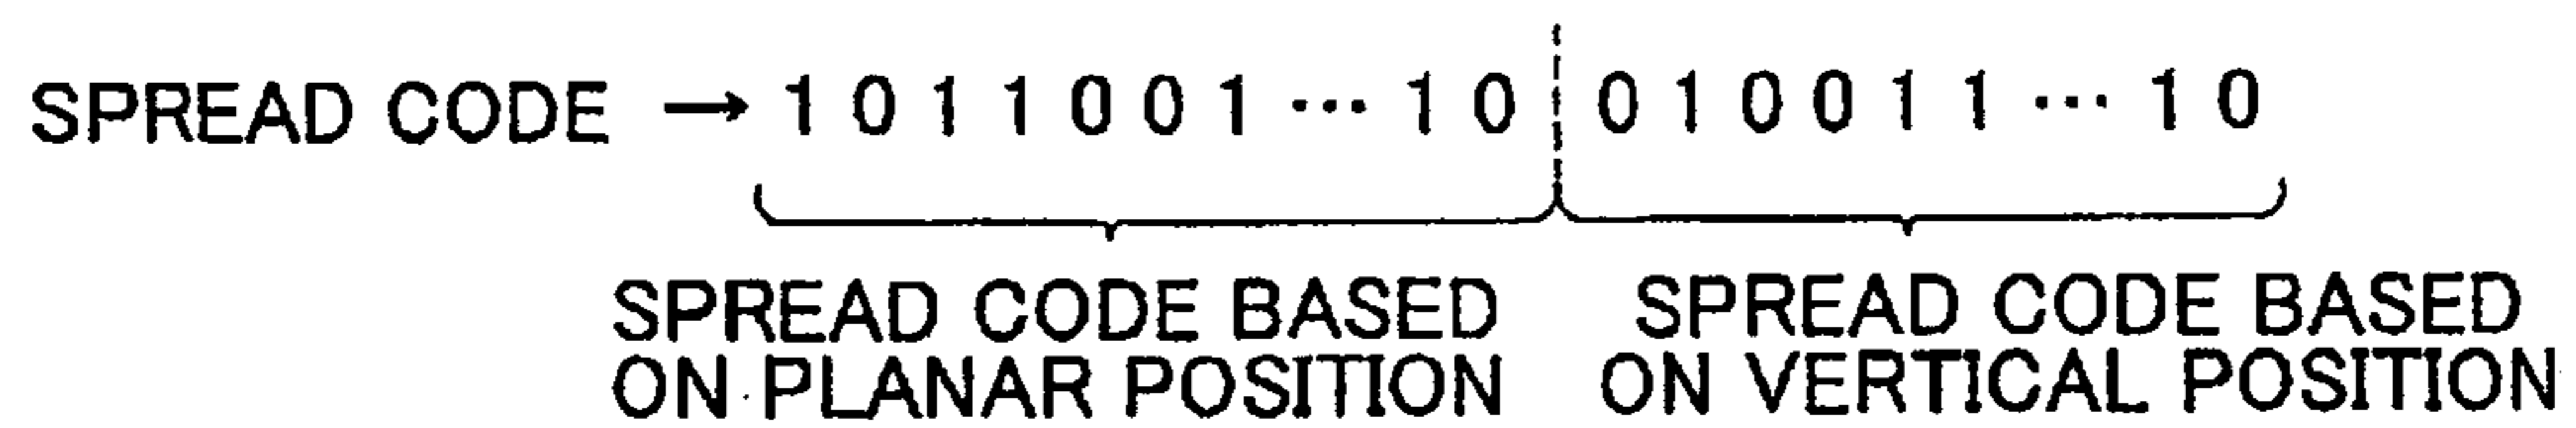 SPREAD CODE → 1 0 1 1 0 0 1 ··· 1 0 0 1 0 0 1 1 ··· 1 0
SPREAD CODE BASED
ON PLANAR POSITION
SPREAD CODE BASED
ON VERTICAL POSITION